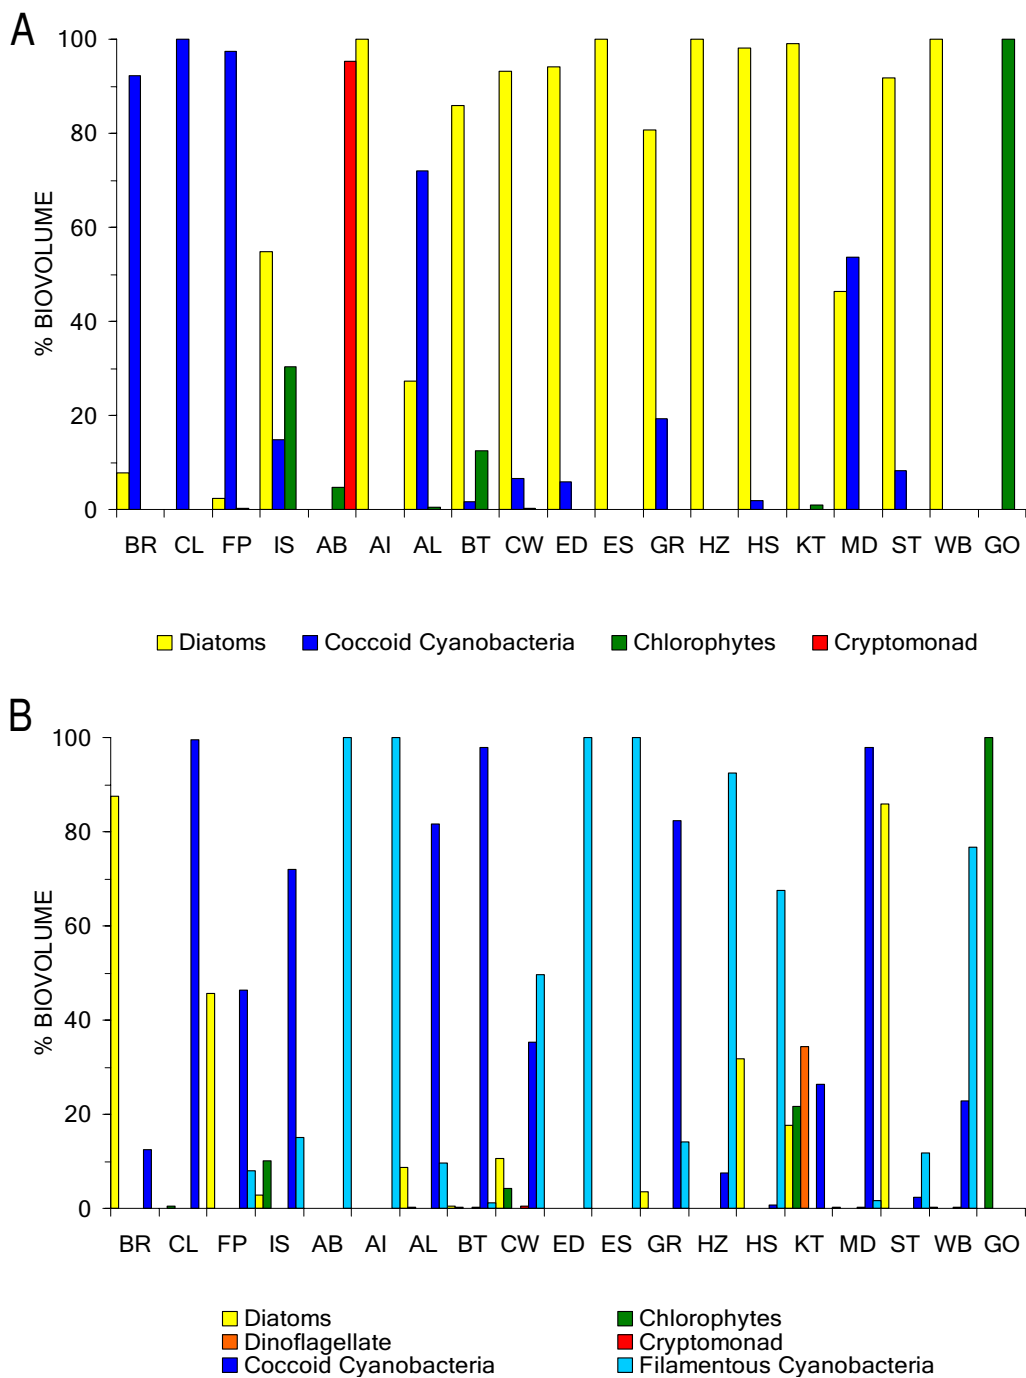 A
100
80
60
40
20
0
% BIOVOLUME
BR CL FP IS AB AI AL BT CW ED ES GR HZ HS KT MD ST WB GO
Diatoms Coccoid Cyanobacteria Chlorophytes Cryptomonad
B
100
80
60
40
20
0
% BIOVOLUME
BR CL FP IS AB AI AL BT CW ED ES GR HZ HS KT MD ST WB GO
Diatoms Chlorophytes
Dinoflagellate Cryptomonad
Coccoid Cyanobacteria Filamentous Cyanobacteria